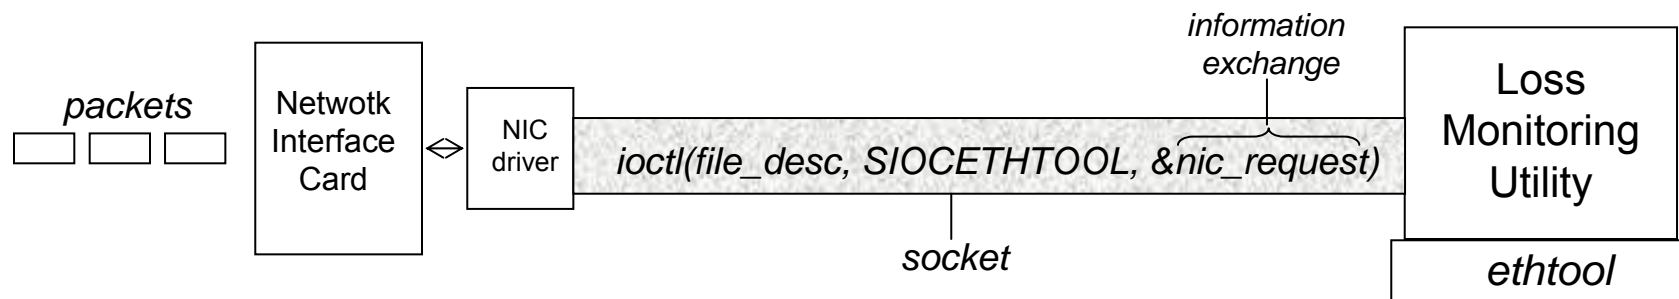 packets
Netwotk
Interface
Card
NIC
driver
ioctl(file_desc, SIOCETHTOOL, &nic_request)
information
exchange
socket
Loss
Monitoring
Utility
ethtool